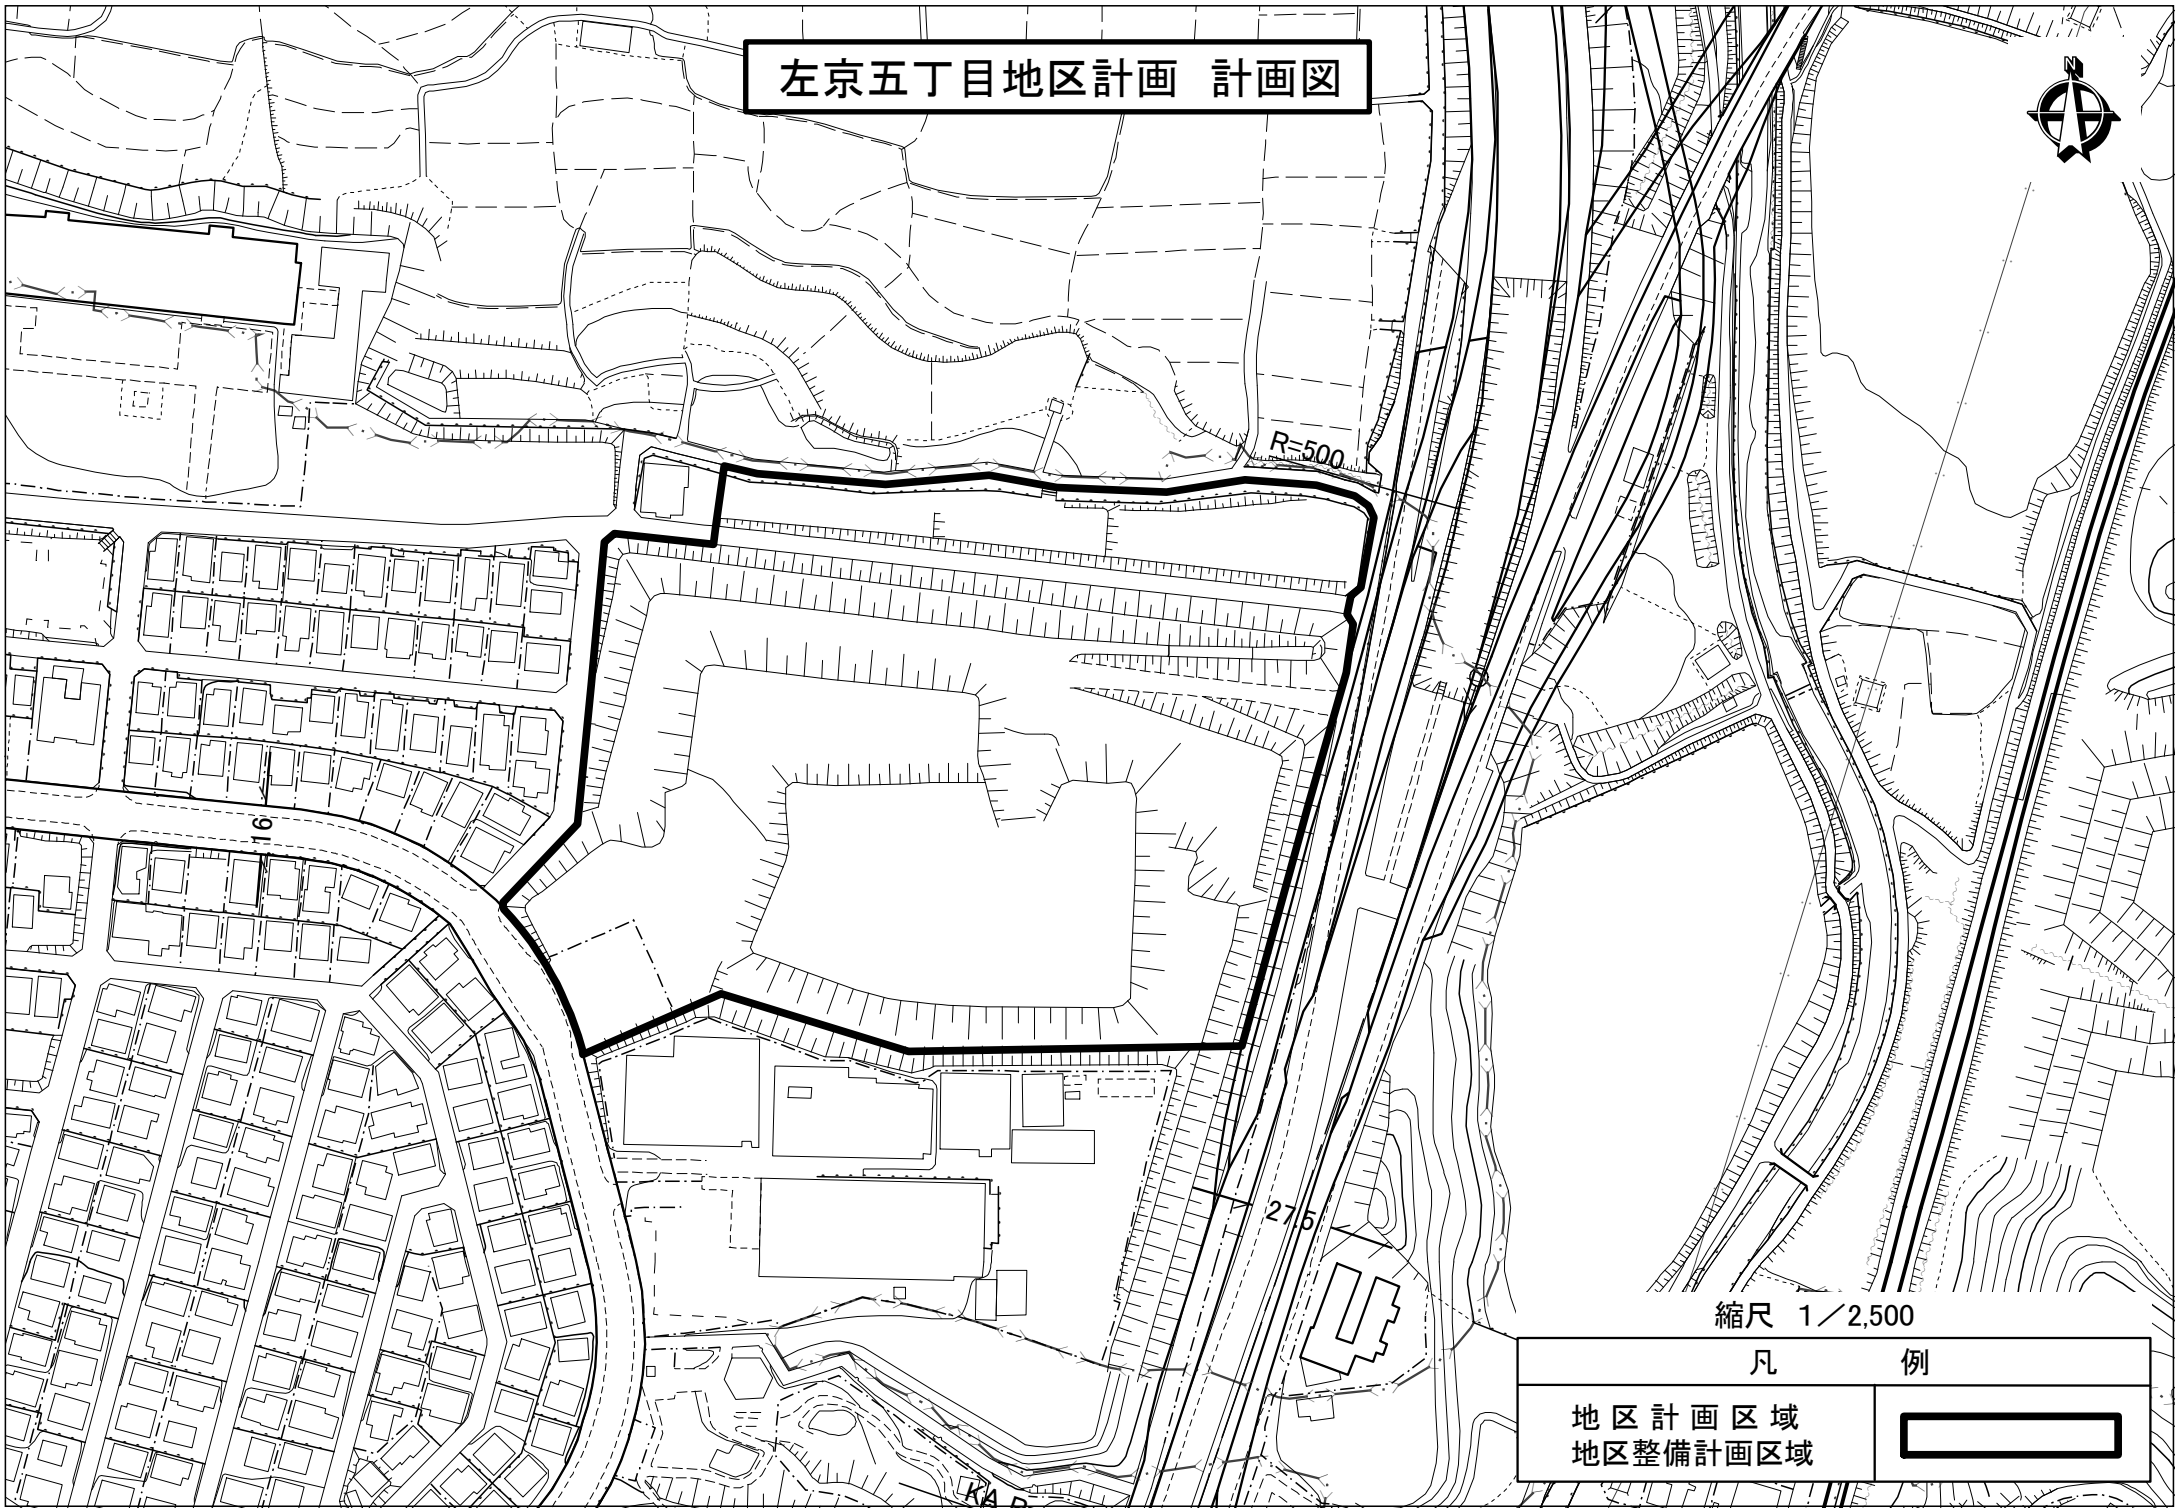 左京五丁目地区計画　計画図
N
R=500
16
27.5
縮尺　1／2,500
凡　例
地区計画区域
地区整備計画区域